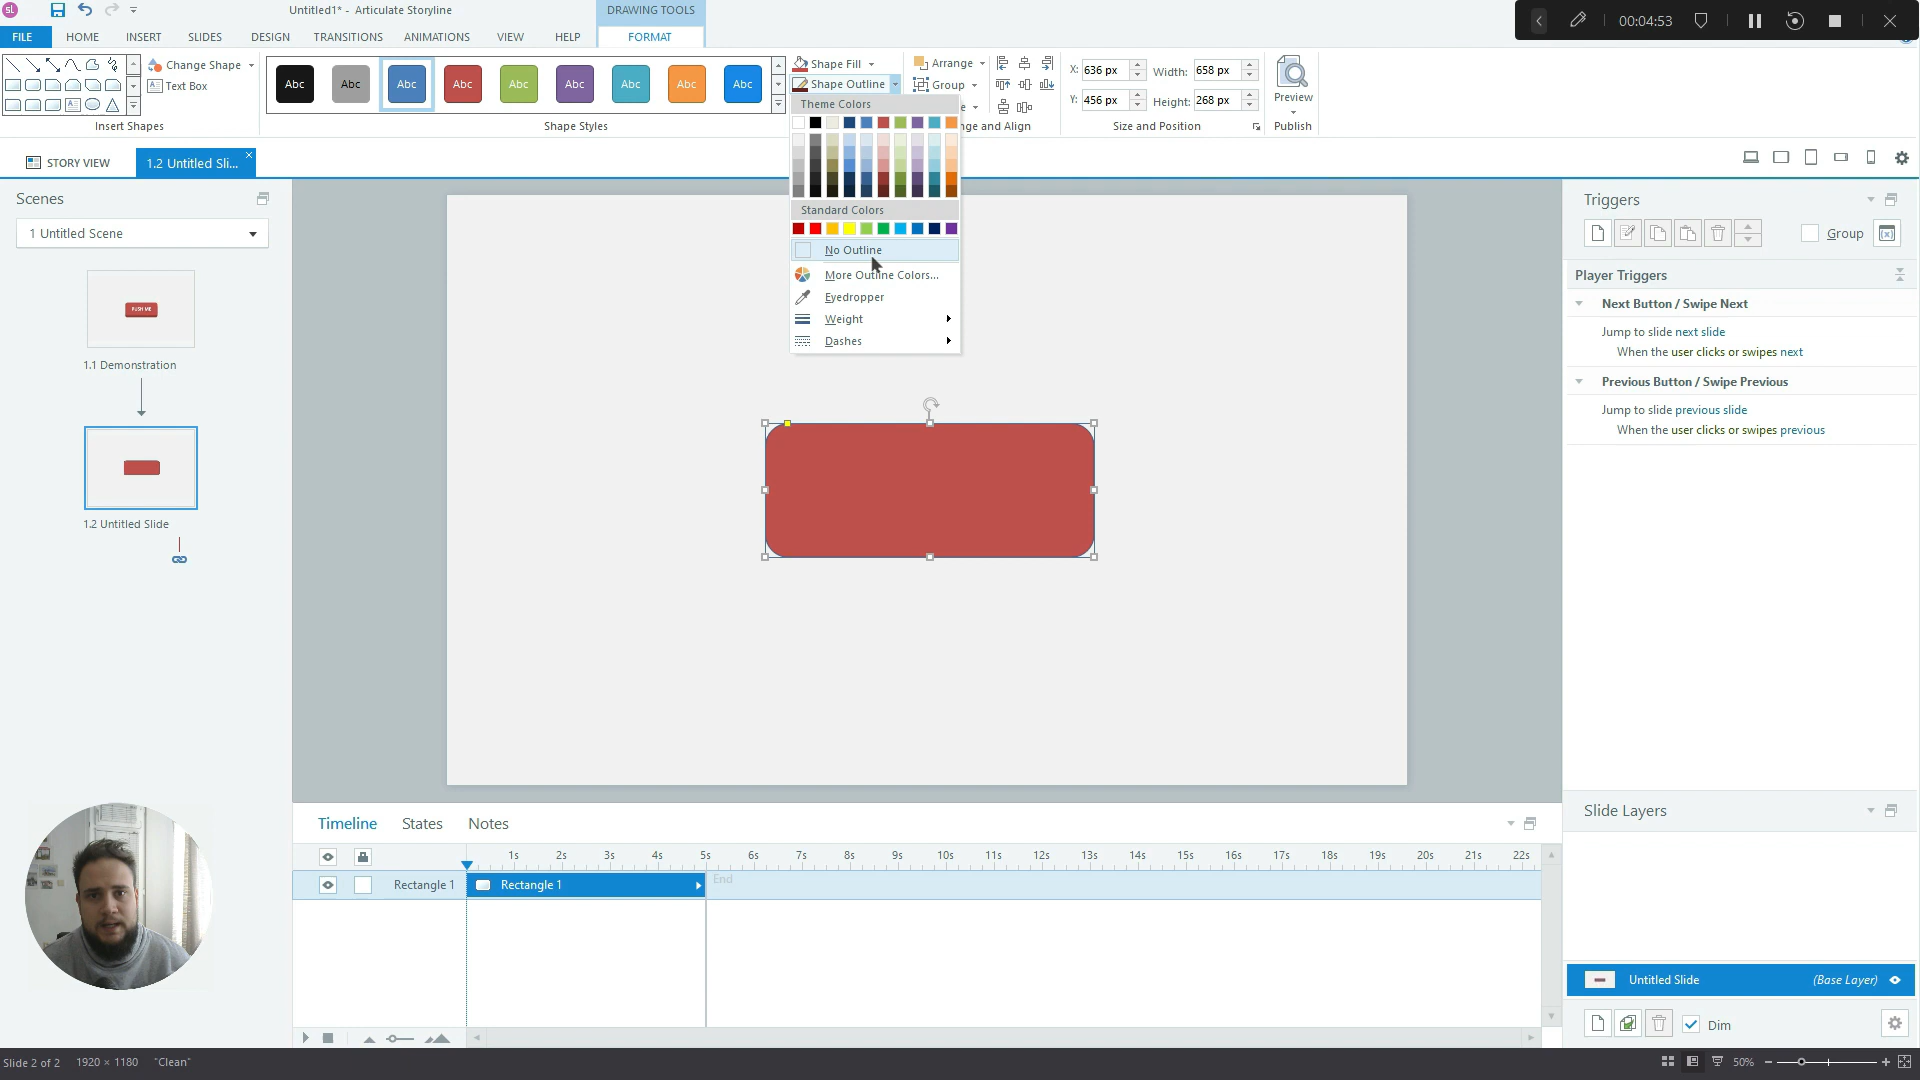 Untitled1* - Articulate Storyline
DRAWING TOOLS
00:04:53
FILE HOME INSERT SLIDES DESIGN TRANSITIONS ANIMATIONS VIEW HELP FORMAT
Change Shape
Text Box
Insert Shapes
Abc Abc Abc Abc Abc Abc Abc Abc Abc
Shape Styles
Shape Fill
Shape Outline
Arrange
Group
nge and Align
X: 636 px Width: 658 px
Y: 456 px Height: 268 px
Size and Position
Preview
Publish
Theme Colors
Standard Colors
No Outline
More Outline Colors...
Eyedropper
Weight
Dashes
STORY VIEW
1.2 Untitled Sli...
Scenes
1 Untitled Scene
PUSH ME
1.1 Demonstration
1.2 Untitled Slide
Triggers
Group
Player Triggers
Next Button / Swipe Next
Jump to slide next slide
When the user clicks or swipes next
Previous Button / Swipe Previous
Jump to slide previous slide
When the user clicks or swipes previous
Timeline States Notes
1s 2s 3s 4s 5s 6s 7s 8s 9s 10s 11s 12s 13s 14s 15s 16s 17s 18s 19s 20s 21s 22s
Rectangle 1
Rectangle 1
End
Slide Layers
Untitled Slide (Base Layer)
Dim
Slide 2 of 2 1920 × 1180 "Clean"
50%